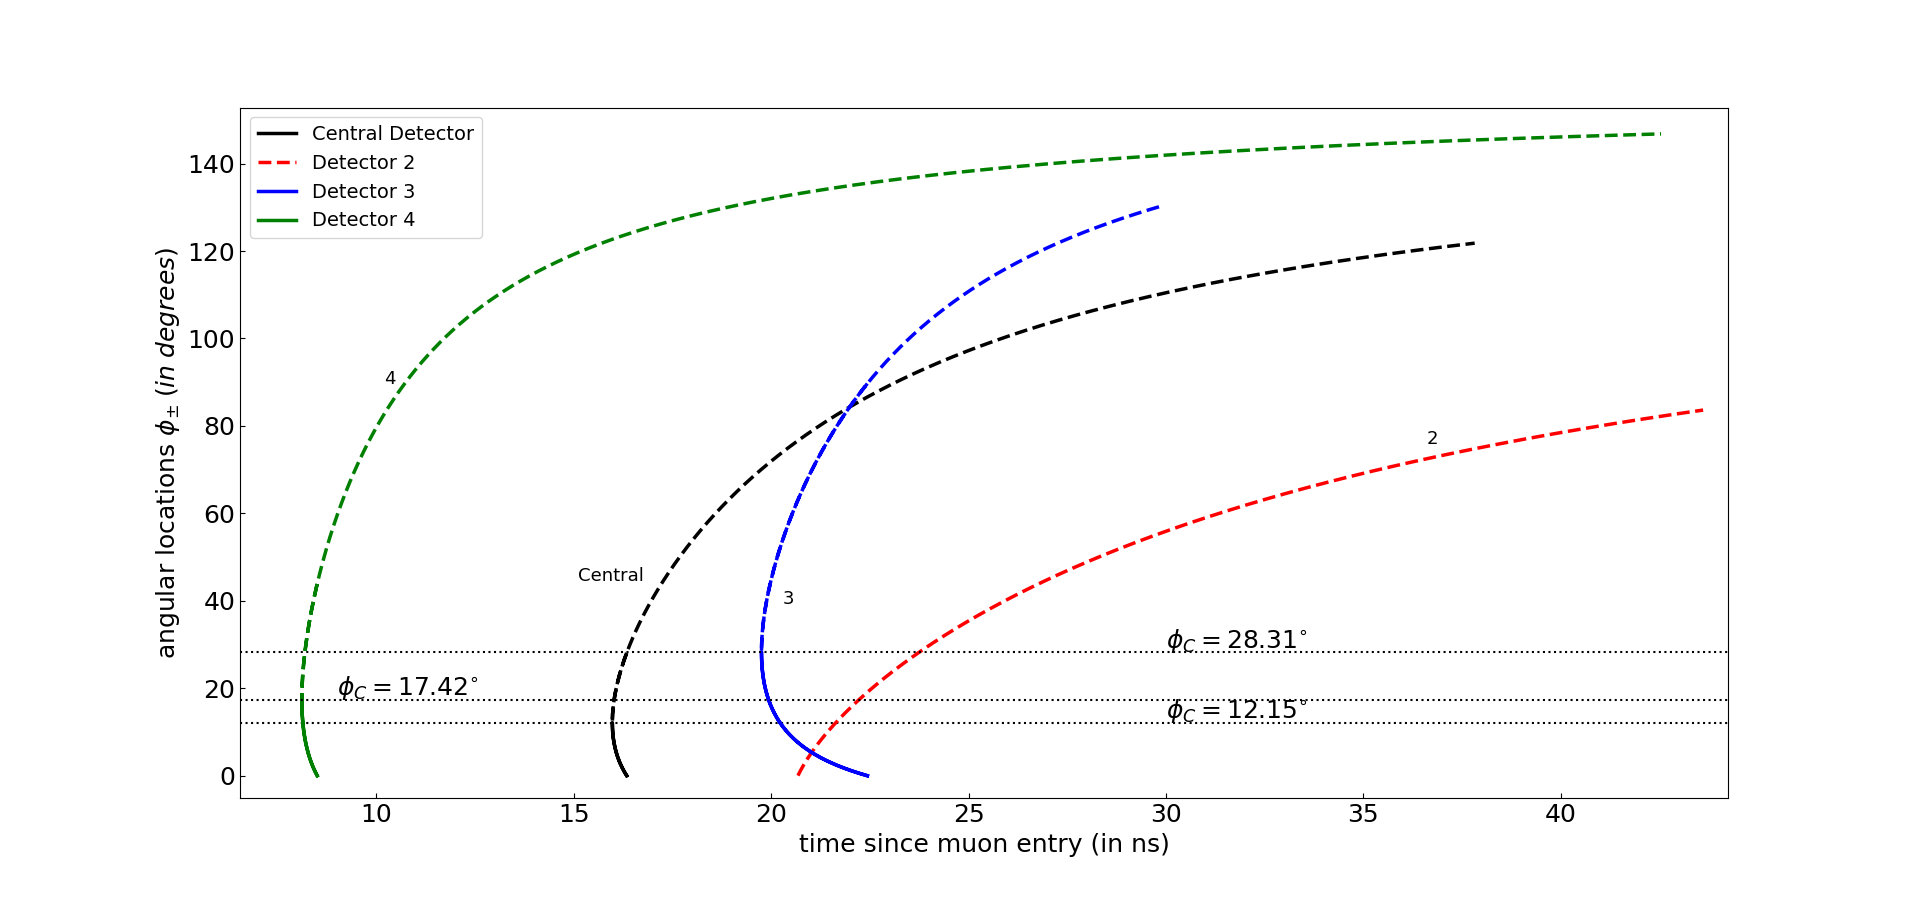 Central Detector
Detector 2
Detector 3
Detector 4
140
120
100
80
60
40
20
0
angular locations ϕ± (in degrees)
4
2
Central
3
ϕC = 28.31°
ϕC = 17.42°
ϕC = 12.15°
10 15 20 25 30 35 40
time since muon entry (in ns)